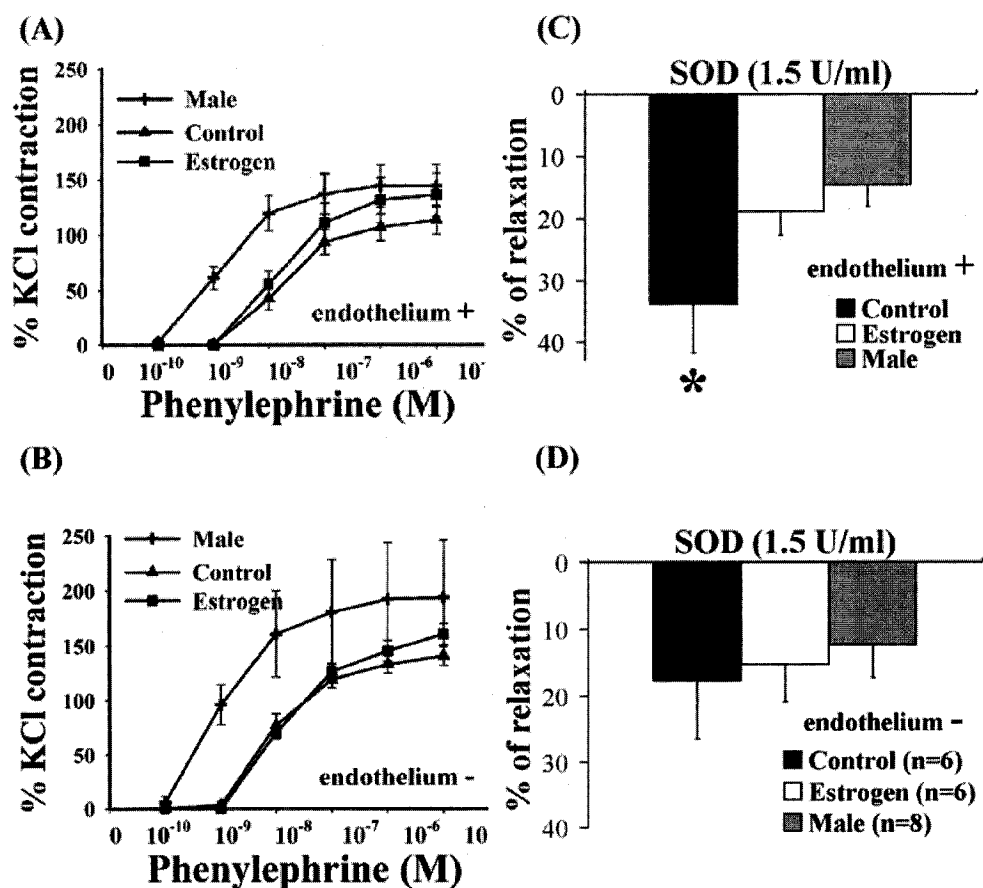 (A)
250
200
150
100
50
0
% KCl contraction
Male
Control
Estrogen
endothelium +
0 10⁻¹⁰ 10⁻⁹ 10⁻⁸ 10⁻⁷ 10⁻⁶ 10⁻
Phenylephrine (M)
(C)
SOD (1.5 U/ml)
0
10
20
30
40
% of relaxation
*
endothelium +
Control
Estrogen
Male
(B)
250
200
150
100
50
0
% KCl contraction
Male
Control
Estrogen
endothelium -
0 10⁻¹⁰ 10⁻⁹ 10⁻⁸ 10⁻⁷ 10⁻⁶ 10
Phenylephrine (M)
(D)
SOD (1.5 U/ml)
0
10
20
30
40
% of relaxation
endothelium -
Control (n=6)
Estrogen (n=6)
Male (n=8)